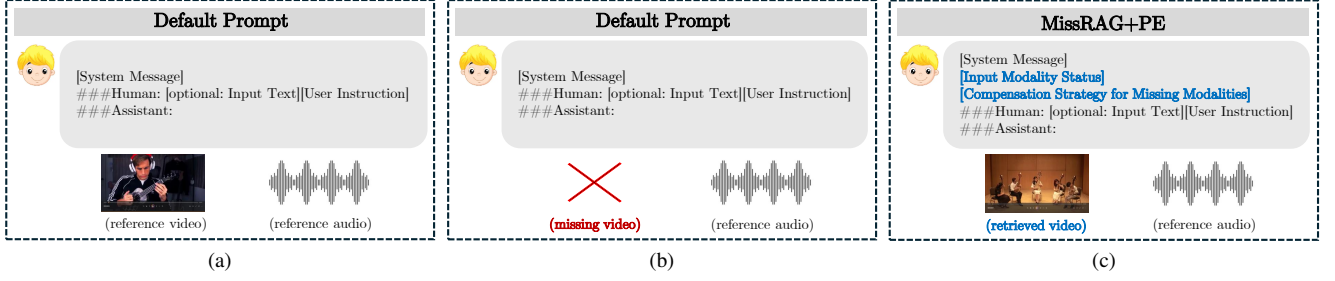 Default Prompt
[System Message]
###Human: [optional: Input Text][User Instruction]
###Assistant:
(reference video)
(reference audio)
(a)
Default Prompt
[System Message]
###Human: [optional: Input Text][User Instruction]
###Assistant:
(missing video)
(reference audio)
(b)
MissRAG+PE
[System Message]
[Input Modality Status]
[Compensation Strategy for Missing Modalities]
###Human: [optional: Input Text][User Instruction]
###Assistant:
(retrieved video)
(reference audio)
(c)